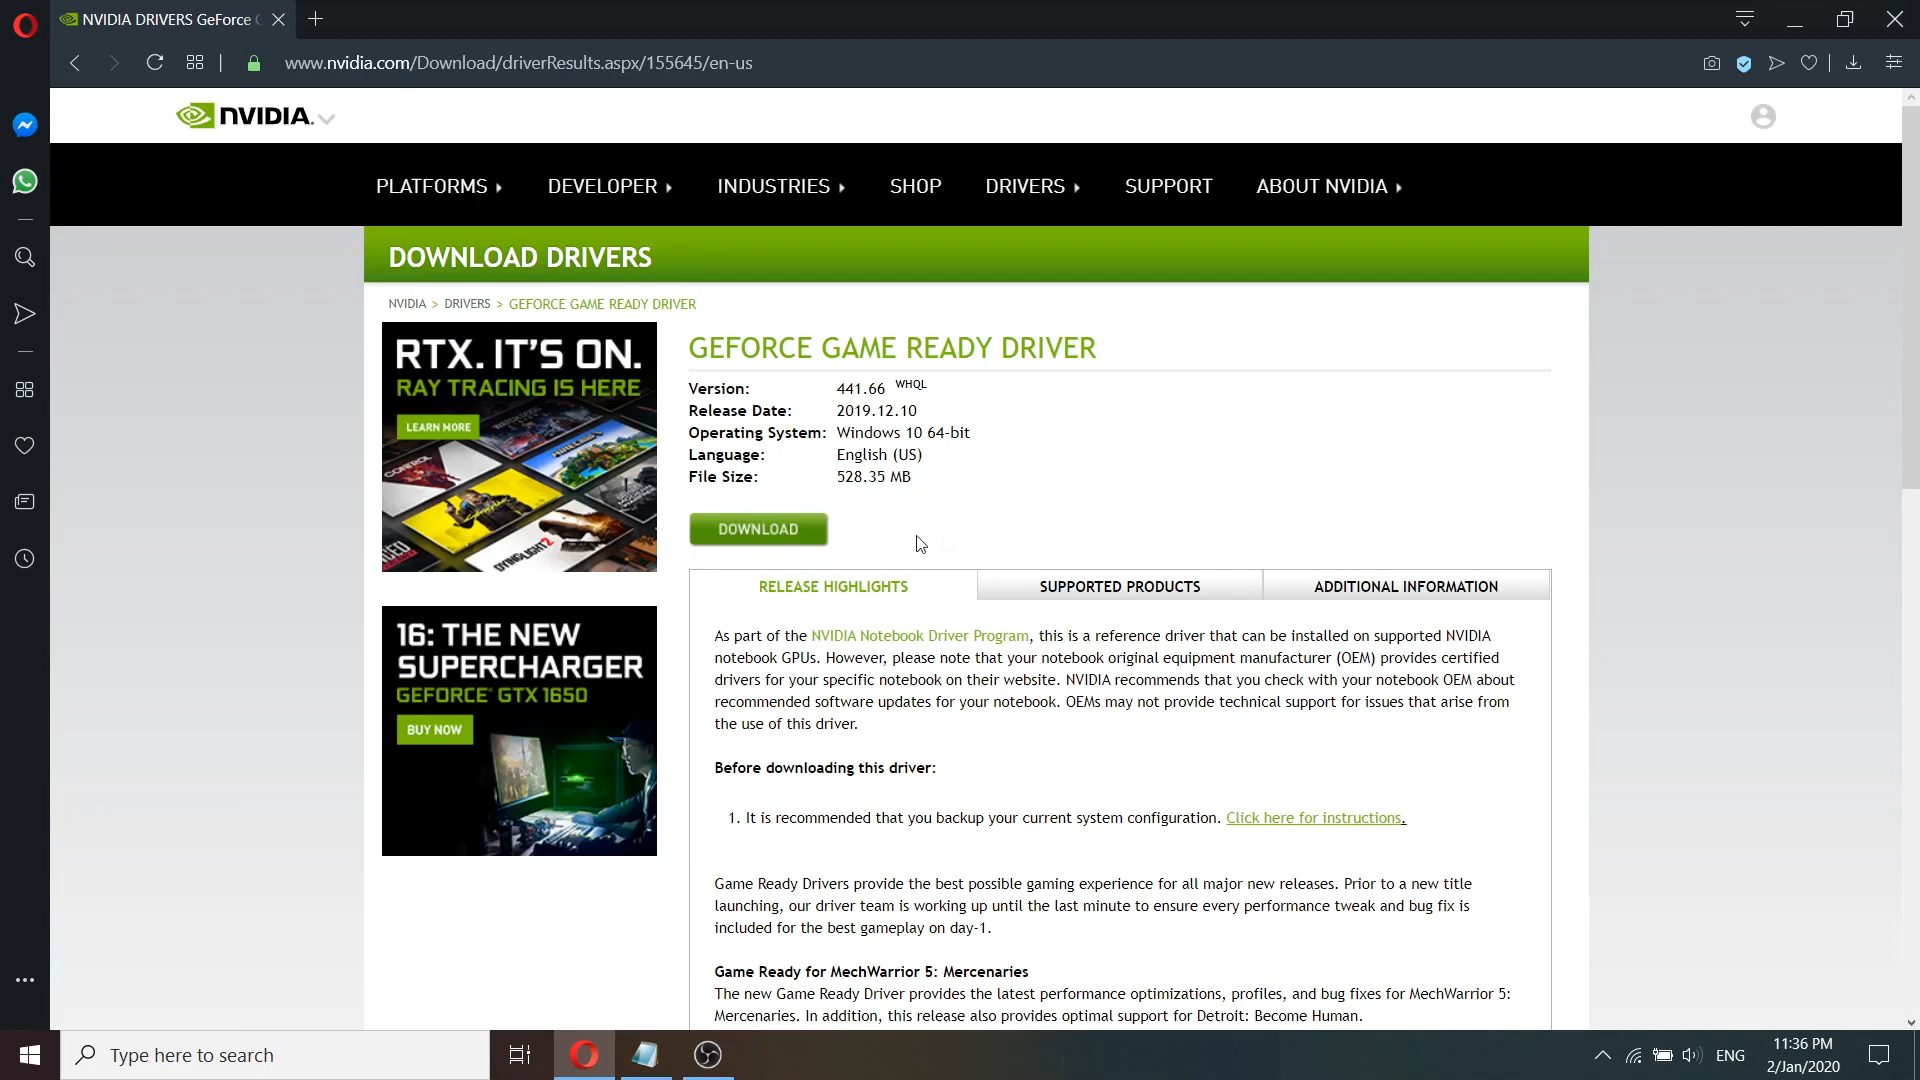 NVIDIA DRIVERS GeForce
www.nvidia.com/Download/driverResults.aspx/155645/en-us
NVIDIA.
PLATFORMS DEVELOPER INDUSTRIES SHOP DRIVERS SUPPORT ABOUT NVIDIA
DOWNLOAD DRIVERS
NVIDIA > DRIVERS > GEFORCE GAME READY DRIVER
RTX. IT'S ON.
RAY TRACING IS HERE
LEARN MORE
CONTROL
MINECRAFT
DYING LIGHT 2
GEFORCE GAME READY DRIVER
Version: 441.66 WHQL
Release Date: 2019.12.10
Operating System: Windows 10 64-bit
Language: English (US)
File Size: 528.35 MB
DOWNLOAD
16: THE NEW
SUPERCHARGER
GEFORCE® GTX 1650
BUY NOW
RELEASE HIGHLIGHTS SUPPORTED PRODUCTS ADDITIONAL INFORMATION
As part of the NVIDIA Notebook Driver Program, this is a reference driver that can be installed on supported NVIDIA
notebook GPUs. However, please note that your notebook original equipment manufacturer (OEM) provides certified
drivers for your specific notebook on their website. NVIDIA recommends that you check with your notebook OEM about
recommended software updates for your notebook. OEMs may not provide technical support for issues that arise from
the use of this driver.
Before downloading this driver:
1. It is recommended that you backup your current system configuration. Click here for instructions.
Game Ready Drivers provide the best possible gaming experience for all major new releases. Prior to a new title
launching, our driver team is working up until the last minute to ensure every performance tweak and bug fix is
included for the best gameplay on day-1.
Game Ready for MechWarrior 5: Mercenaries
The new Game Ready Driver provides the latest performance optimizations, profiles, and bug fixes for MechWarrior 5:
Mercenaries. In addition, this release also provides optimal support for Detroit: Become Human.
Type here to search
ENG
11:36 PM
2/Jan/2020